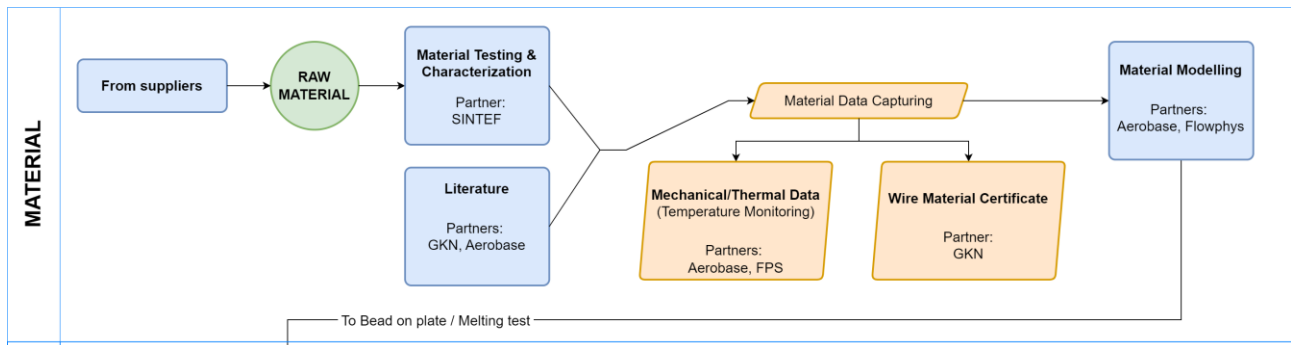 MATERIAL
From suppliers
RAW
MATERIAL
Material Testing &
Characterization
Partner:
SINTEF
Literature
Partners:
GKN, Aerobase
Material Data Capturing
Mechanical/Thermal Data
(Temperature Monitoring)
Partners:
Aerobase, FPS
Wire Material Certificate
Partner:
GKN
Material Modelling
Partners:
Aerobase, Flowphys
To Bead on plate / Melting test